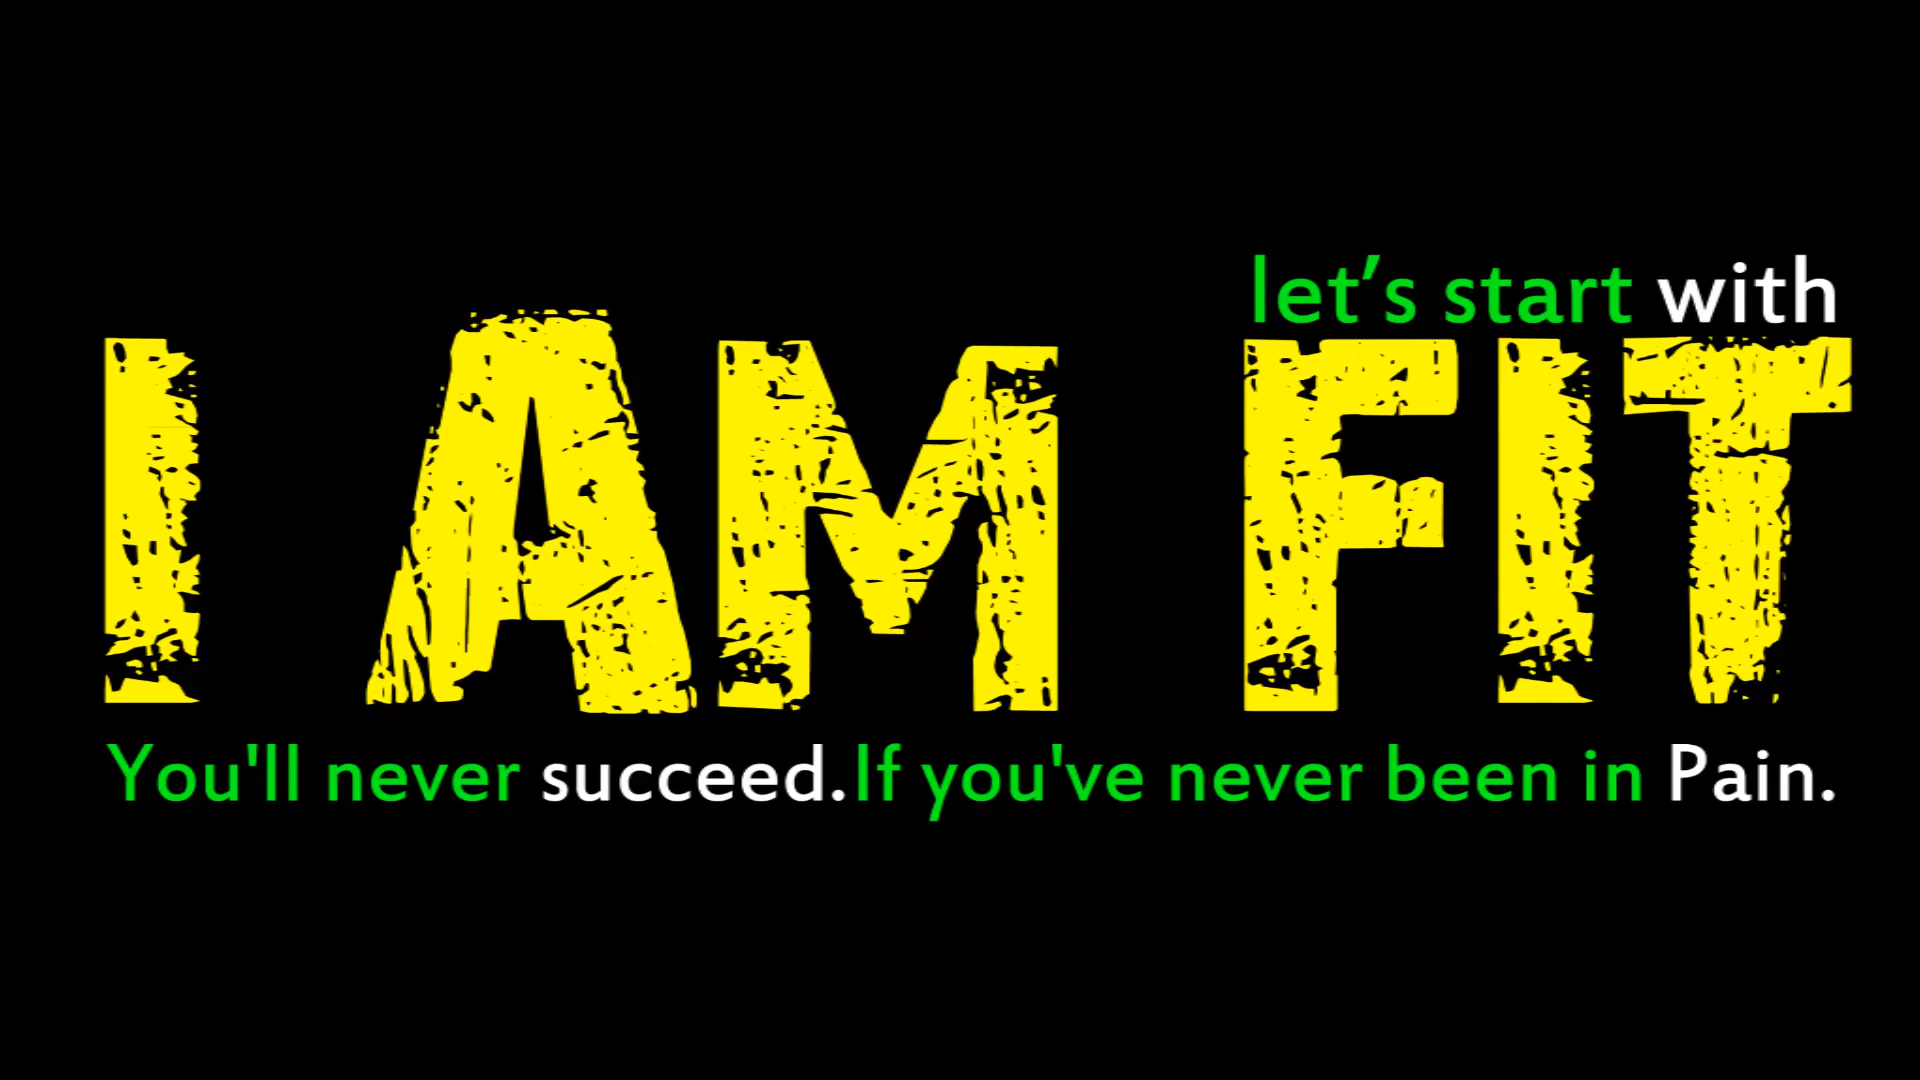 let’s start with
I AM FIT
You'll never succeed.If you've never been in Pain.